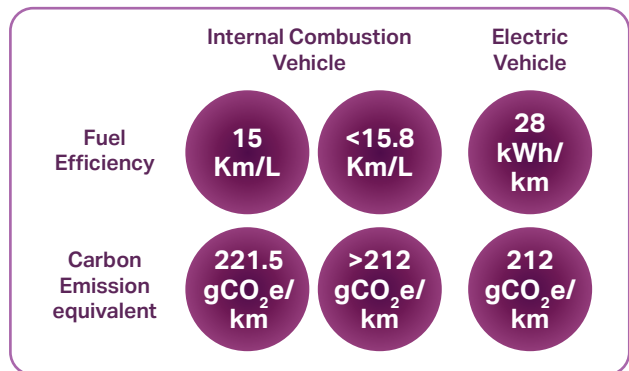 Internal Combustion
Vehicle
Electric
Vehicle
Fuel
Efficiency
15
Km/L
<15.8
Km/L
28
kWh/
km
Carbon
Emission
equivalent
221.5
gCO₂e/
km
>212
gCO₂e/
km
212
gCO₂e/
km